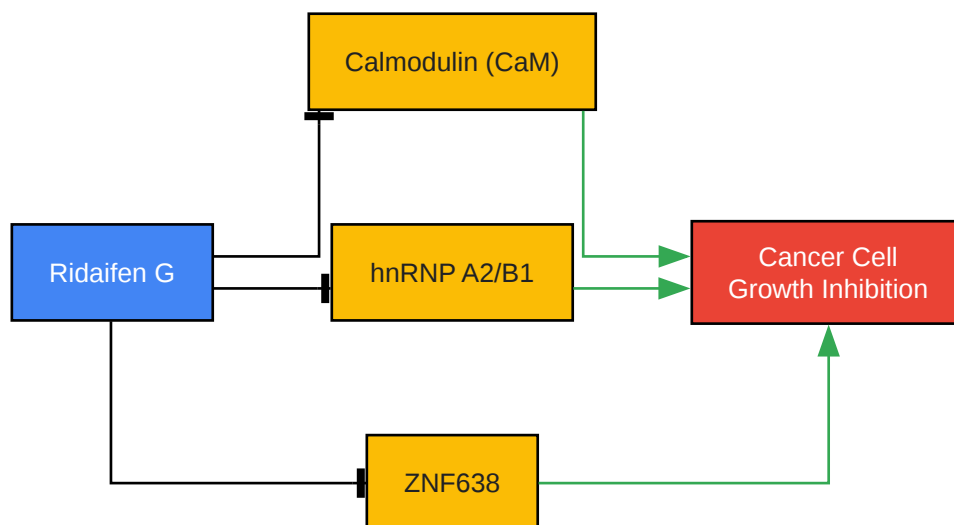 Calmodulin (CaM)
Ridaifen G
hnRNP A2/B1
Cancer Cell
Growth Inhibition
ZNF638